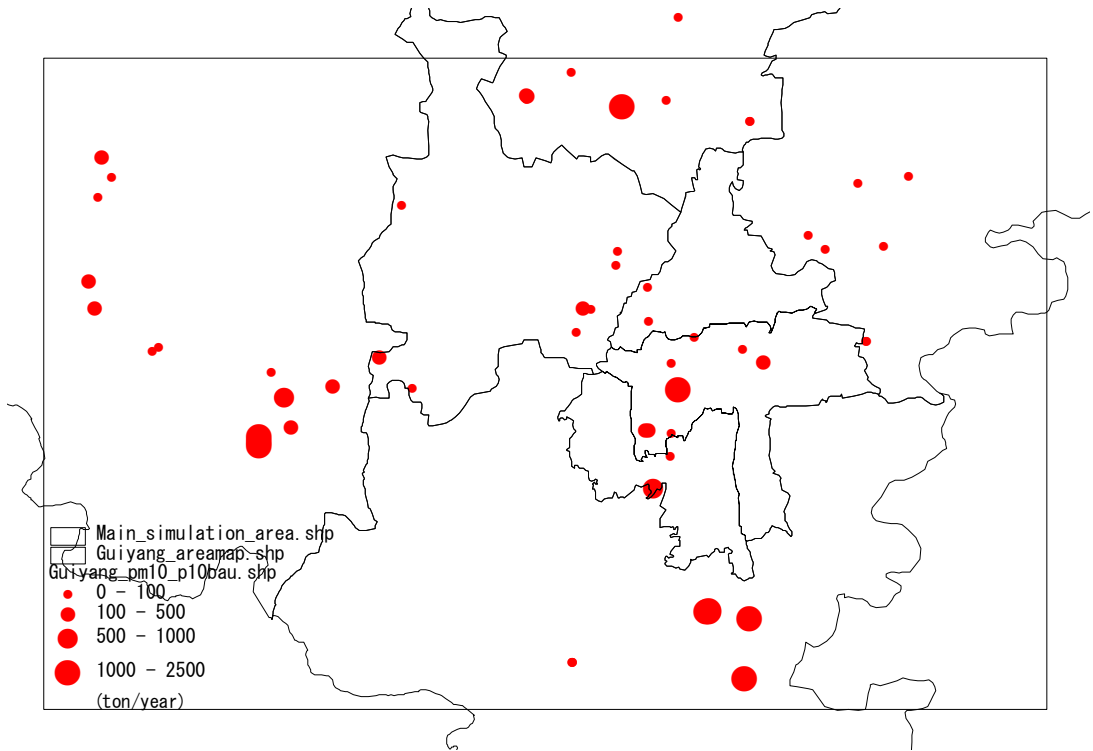 Main_simulation_area.shp
Guiyang_areamap.shp
Guiyang_pm10_p10bau.shp
0 - 100
100 - 500
500 - 1000
1000 - 2500
(ton/year)